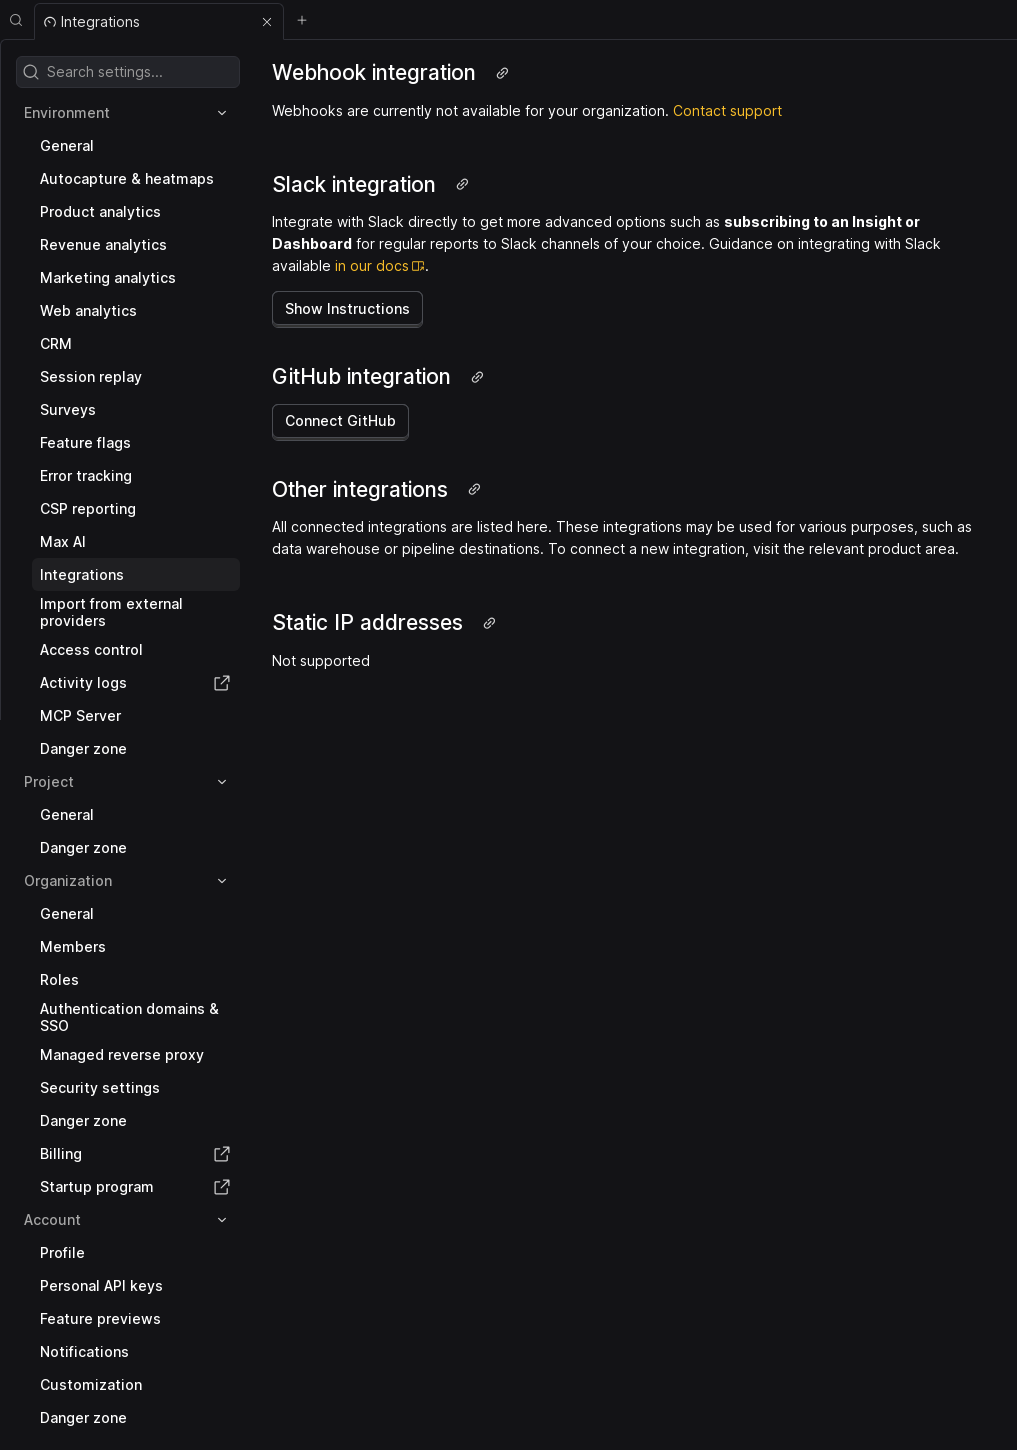 Integrations
Search settings...
Environment
General
Autocapture & heatmaps
Product analytics
Revenue analytics
Marketing analytics
Web analytics
CRM
Session replay
Surveys
Feature flags
Error tracking
CSP reporting
Max AI
Integrations
Import from external
providers
Access control
Activity logs
MCP Server
Danger zone
Project
General
Danger zone
Organization
General
Members
Roles
Authentication domains &
SSO
Managed reverse proxy
Security settings
Danger zone
Billing
Startup program
Account
Profile
Personal API keys
Feature previews
Notifications
Customization
Danger zone
Webhook integration
Webhooks are currently not available for your organization. Contact support
Slack integration
Integrate with Slack directly to get more advanced options such as subscribing to an Insight or
Dashboard for regular reports to Slack channels of your choice. Guidance on integrating with Slack
available in our docs.
Show Instructions
GitHub integration
Connect GitHub
Other integrations
All connected integrations are listed here. These integrations may be used for various purposes, such as
data warehouse or pipeline destinations. To connect a new integration, visit the relevant product area.
Static IP addresses
Not supported